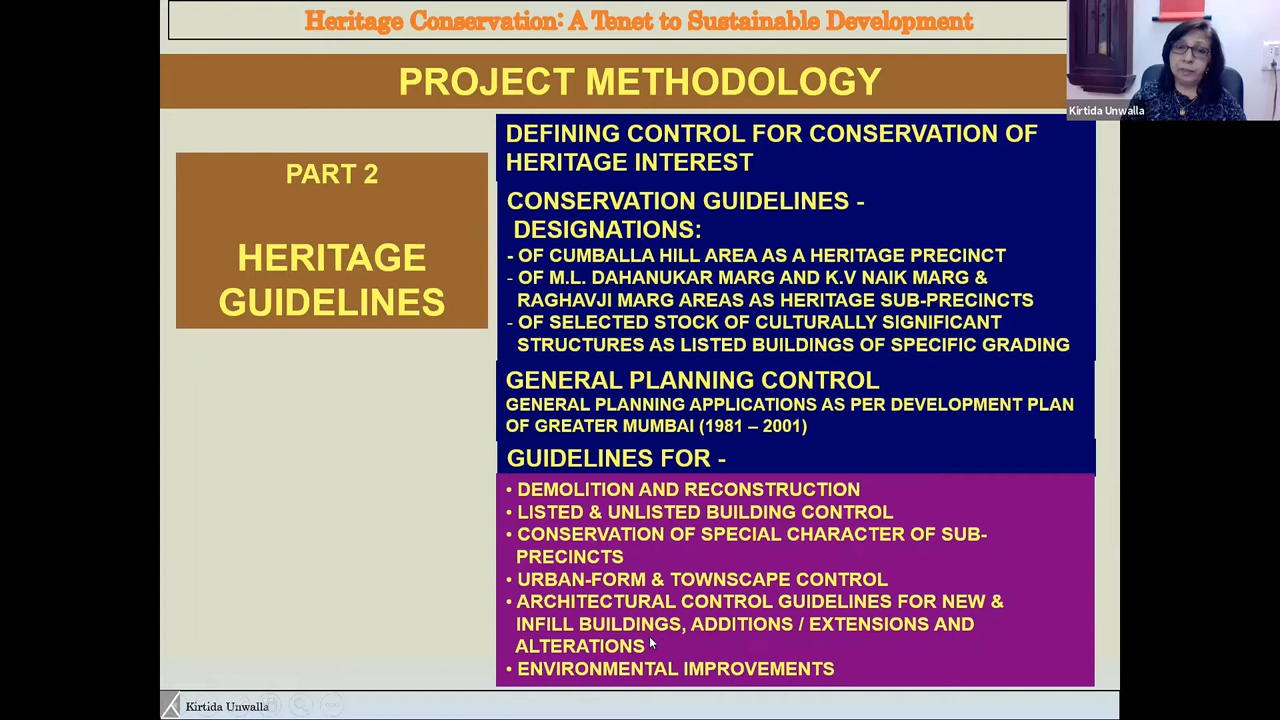 Heritage Conservation: A Tenet to Sustainable Development
PROJECT METHODOLOGY
Kirtida Unwalla
PART 2
HERITAGE
GUIDELINES
DEFINING CONTROL FOR CONSERVATION OF
HERITAGE INTEREST
CONSERVATION GUIDELINES -
DESIGNATIONS:
- OF CUMBALLA HILL AREA AS A HERITAGE PRECINCT
- OF M.L. DAHANUKAR MARG AND K.V NAIK MARG &
RAGHAVJI MARG AREAS AS HERITAGE SUB-PRECINCTS
- OF SELECTED STOCK OF CULTURALLY SIGNIFICANT
STRUCTURES AS LISTED BUILDINGS OF SPECIFIC GRADING
GENERAL PLANNING CONTROL
GENERAL PLANNING APPLICATIONS AS PER DEVELOPMENT PLAN
OF GREATER MUMBAI (1981 – 2001)
GUIDELINES FOR -
• DEMOLITION AND RECONSTRUCTION
• LISTED & UNLISTED BUILDING CONTROL
• CONSERVATION OF SPECIAL CHARACTER OF SUB-
PRECINCTS
• URBAN-FORM & TOWNSCAPE CONTROL
• ARCHITECTURAL CONTROL GUIDELINES FOR NEW &
INFILL BUILDINGS, ADDITIONS / EXTENSIONS AND
ALTERATIONS
• ENVIRONMENTAL IMPROVEMENTS
Kirtida Unwalla